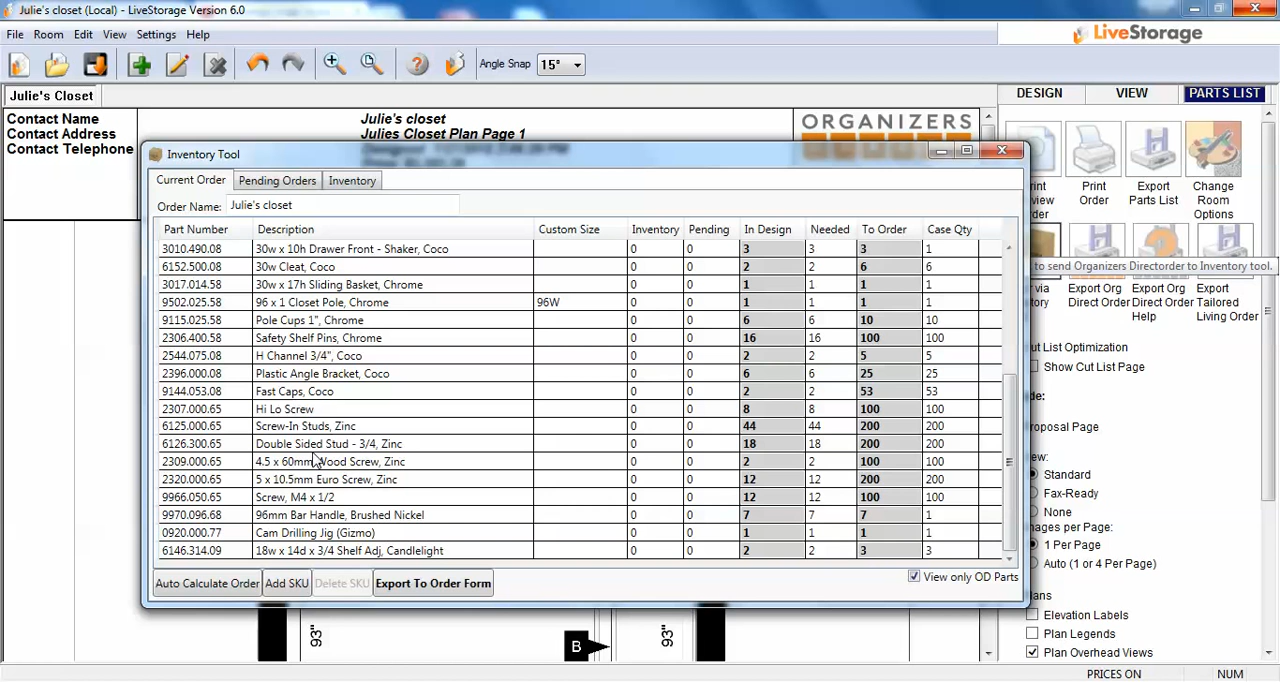 Julie's closet (Local) - LiveStorage Version 6.0
File Room Edit View Settings Help
LiveStorage
Angle Snap 15°
Julie's Closet
DESIGN VIEW PARTS LIST
Contact Name
Contact Address
Contact Telephone
Julie's closet
Julies Closet Plan Page 1
ORGANIZERS
Inventory Tool
Current Order Pending Orders Inventory
Order Name: Julie's closet
Part Number Description Custom Size Inventory Pending In Design Needed To Order Case Qty
3010.490.08 30w x 10h Drawer Front - Shaker, Coco 0 0 3 3 3 1
6152.500.08 30w Cleat, Coco 0 0 2 2 6 6
3017.014.58 30w x 17h Sliding Basket, Chrome 0 0 1 1 1 1
9502.025.58 96 x 1 Closet Pole, Chrome 96W 0 0 1 1 1 1
9115.025.58 Pole Cups 1", Chrome 0 0 6 6 10 10
2306.400.58 Safety Shelf Pins, Chrome 0 0 16 16 100 100
2544.075.08 H Channel 3/4", Coco 0 0 2 2 5 5
2396.000.08 Plastic Angle Bracket, Coco 0 0 6 6 25 25
9144.053.08 Fast Caps, Coco 0 0 2 2 53 53
2307.000.65 Hi Lo Screw 0 0 8 8 100 100
6125.000.65 Screw-In Studs, Zinc 0 0 44 44 200 200
6126.300.65 Double Sided Stud - 3/4, Zinc 0 0 18 18 200 200
2309.000.65 4.5 x 60mm Wood Screw, Zinc 0 0 2 2 100 100
2320.000.65 5 x 10.5mm Euro Screw, Zinc 0 0 12 12 200 200
9966.050.65 Screw, M4 x 1/2 0 0 12 12 100 100
9970.096.68 96mm Bar Handle, Brushed Nickel 0 0 7 7 7 1
0920.000.77 Cam Drilling Jig (Gizmo) 0 0 1 1 1 1
6146.314.09 18w x 14d x 3/4 Shelf Adj, Candlelight 0 0 2 2 3 3
Auto Calculate Order Add SKU Delete SKU Export To Order Form View only OD Parts
Print Order
Export Parts List
Change Room Options
to send Organizers Directorder to Inventory tool.
Export Org Direct Order
Export Org Direct Order Help
Export Tailored Living Order
Cut List Optimization
Show Cut List Page
Proposal Page
Standard
Fax-Ready
None
1 Per Page
Auto (1 or 4 Per Page)
Elevation Labels
Plan Legends
Plan Overhead Views
93"
B
93"
PRICES ON NUM